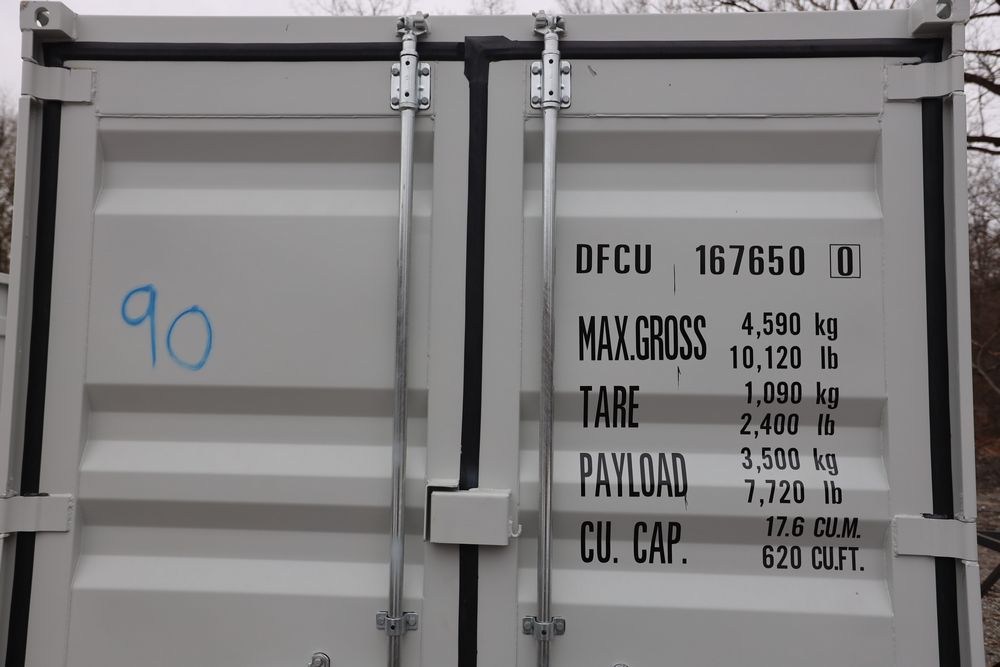 90
DFCU 167650 0
MAX.GROSS 4,590 kg
10,120 lb
TARE 1,090 kg
2,400 lb
PAYLOAD 3,500 kg
7,720 lb
CU. CAP. 17.6 CU.M.
620 CU.FT.